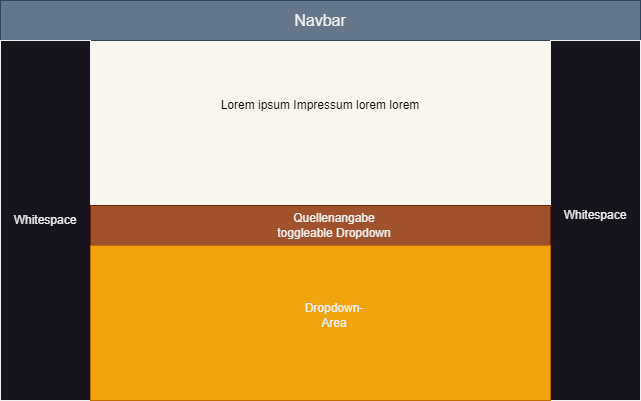 Navbar
Lorem ipsum Impressum lorem lorem
Whitespace
Whitespace
Quellenangabe
toggleable Dropdown
Dropdown-
Area